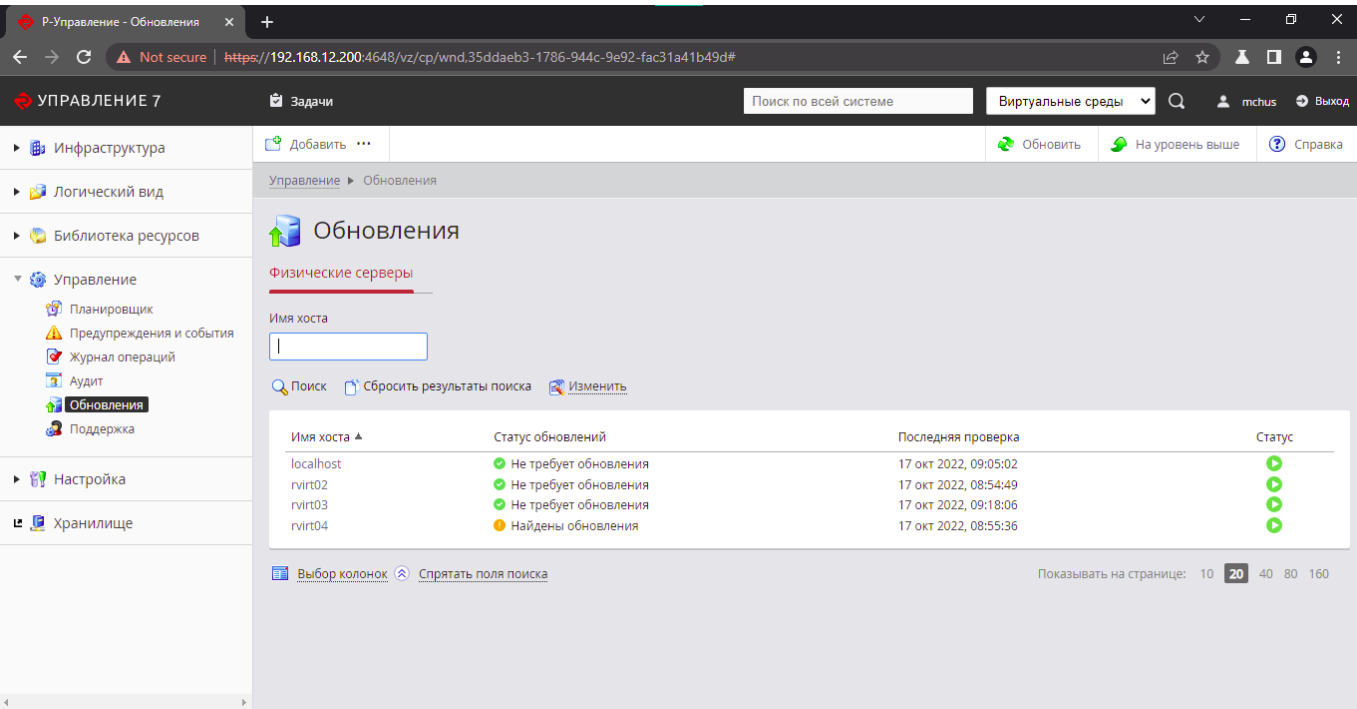 Р-Управление - Обновления
Not secure https://192.168.12.200:4648/vz/cp/wnd,35ddaeb3-1786-944c-9e92-fac31a41b49d#
УПРАВЛЕНИЕ 7 Задачи Поиск по всей системе Виртуальные среды mchus Выход
Инфраструктура
Логический вид
Библиотека ресурсов
Управление
Планировщик
Предупреждения и события
Журнал операций
Аудит
Обновления
Поддержка
Настройка
Хранилище
Добавить ··· Обновить На уровень выше Справка
Управление Обновления
Обновления
Физические серверы
Имя хоста
Поиск Сбросить результаты поиска Изменить
Имя хоста Статус обновлений Последняя проверка Статус
localhost Не требует обновления 17 окт 2022, 09:05:02
rvirt02 Не требует обновления 17 окт 2022, 08:54:49
rvirt03 Не требует обновления 17 окт 2022, 09:18:06
rvirt04 Найдены обновления 17 окт 2022, 08:55:36
Выбор колонок Спрятать поля поиска Показывать на странице: 10 20 40 80 160